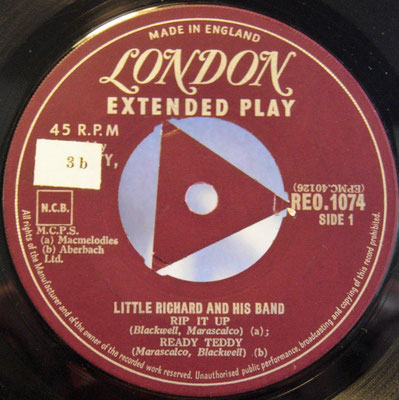 MADE IN ENGLAND
LONDON
EXTENDED PLAY
45 R.P.M
3 b
N.C.B.
M.C.P.S.
(a) Macmelodies
(b) Aberbach
Ltd.
(EPMC.40126)
REO.1074
SIDE 1
LITTLE RICHARD AND HIS BAND
RIP IT UP
(Blackwell, Marascalco) (a);
READY TEDDY
(Marascalco, Blackwell) (b)
All rights of the manufacturer and of the owner of the recorded work reserved. Unauthorised public performance, broadcasting and copying of this record prohibited.